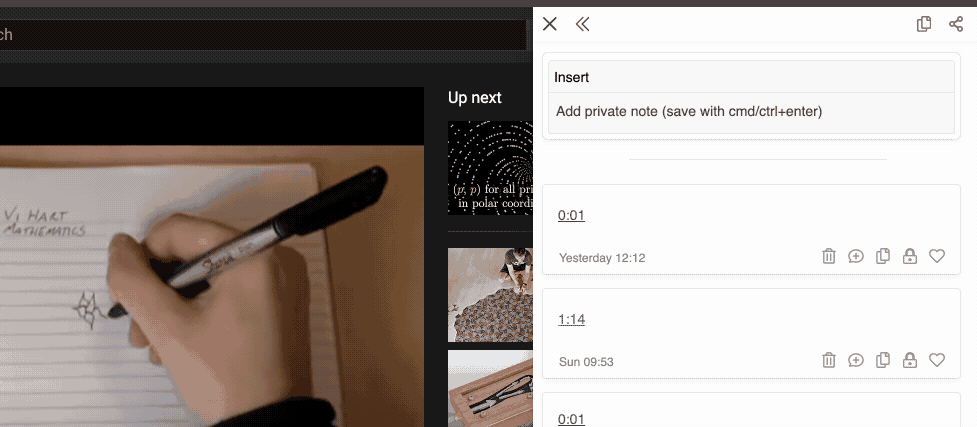 ch
Up next
Vi HART
MATHEMATICS
Sharpie
(p, p) for all pri
in polar coordi
Insert
Add private note (save with cmd/ctrl+enter)
0:01
Yesterday 12:12
1:14
Sun 09:53
0:01